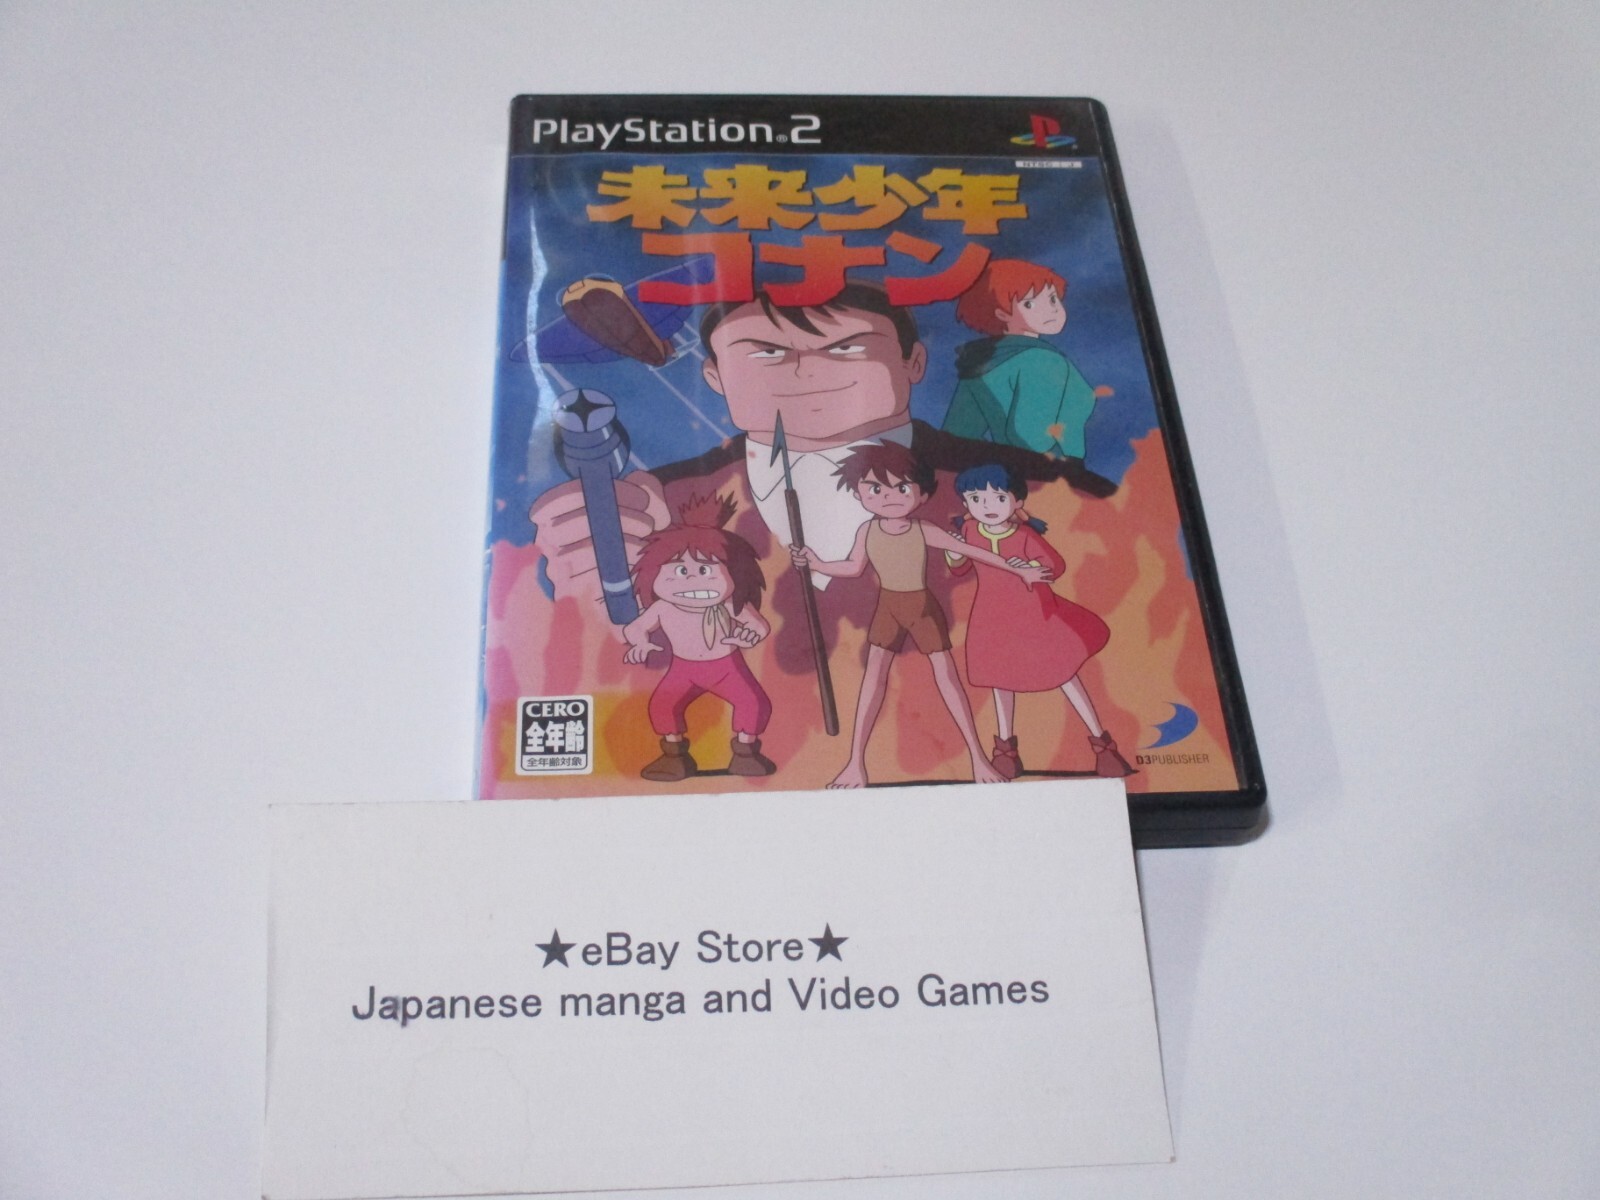 PlayStation®2
NTSC J
未来少年
コナン
CERO
全年齢
全年齢対象
D3PUBLISHER
★eBay Store★
Japanese manga and Video Games